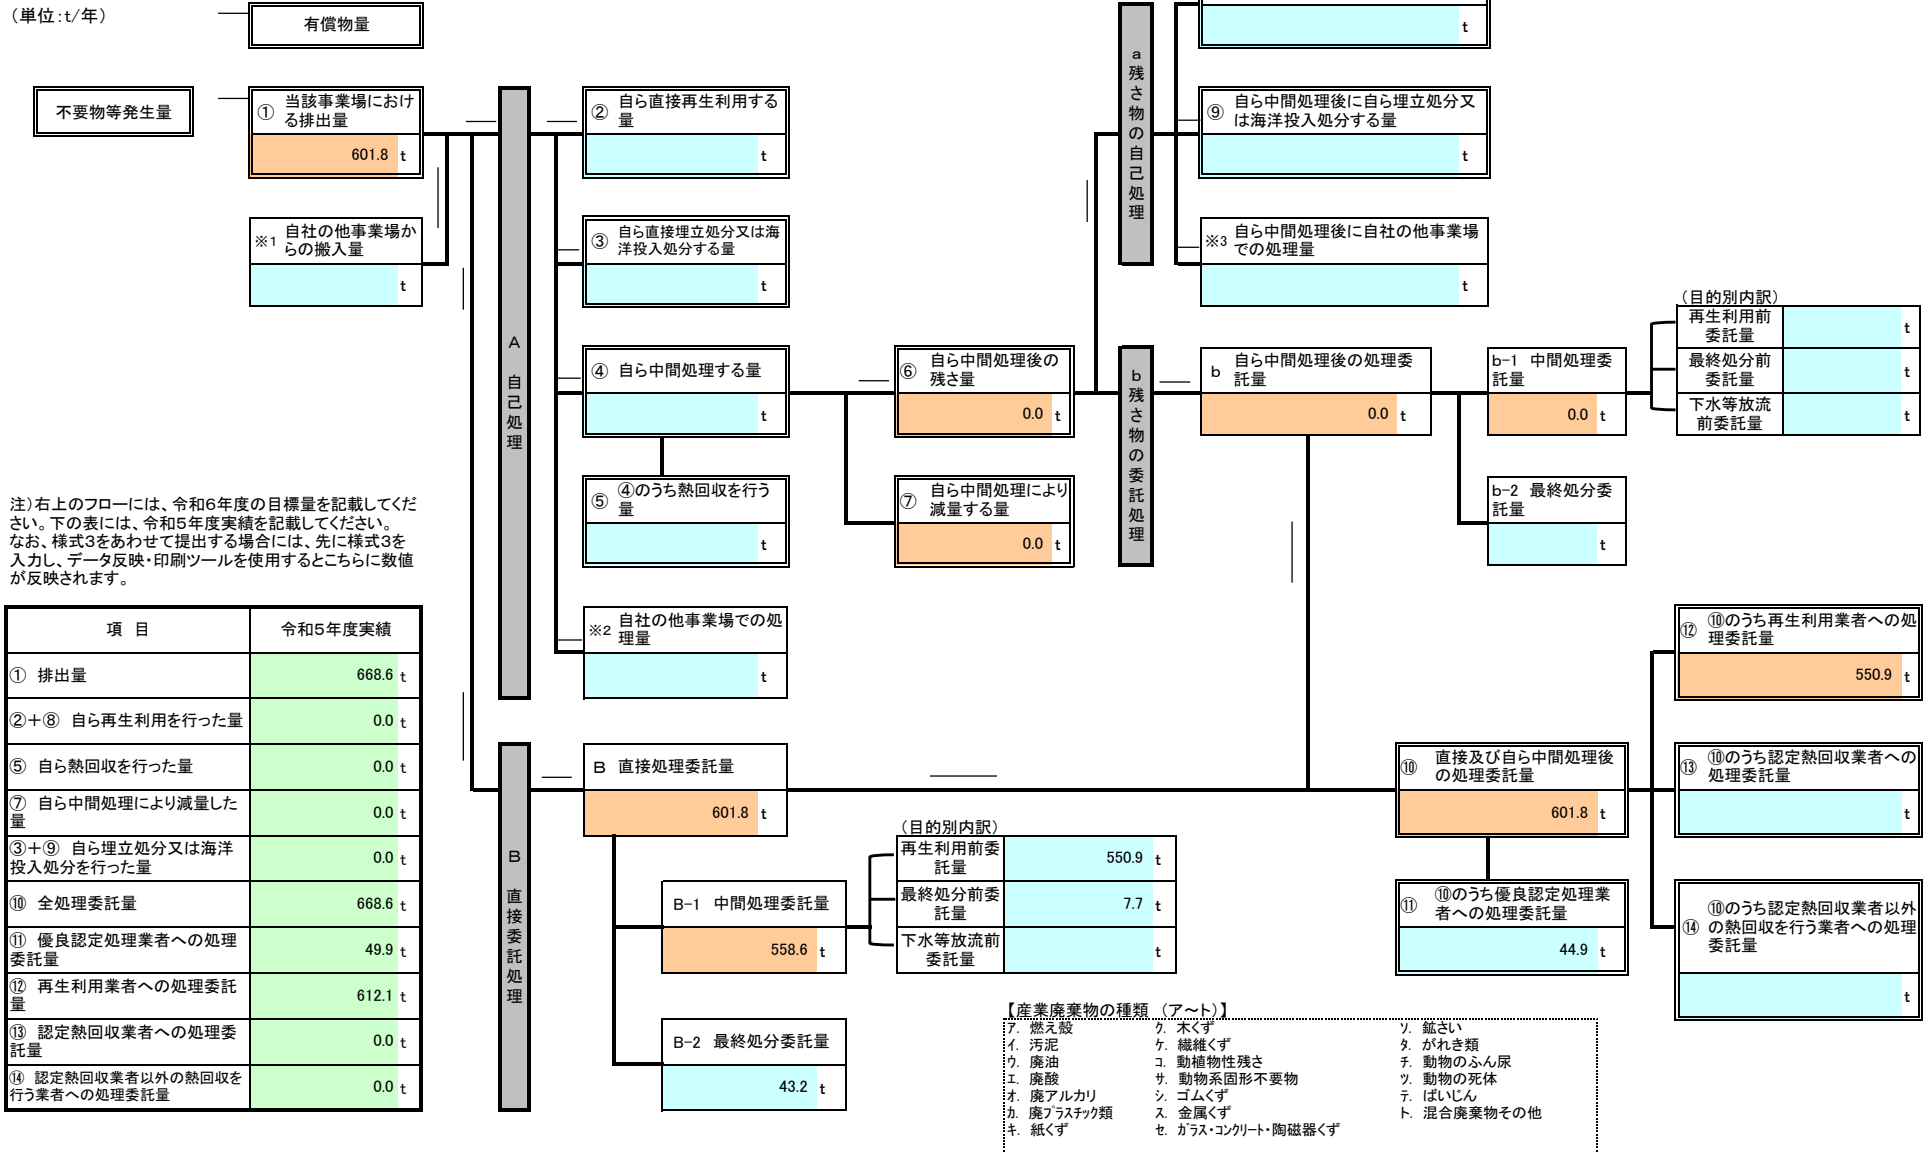 (単位:t/年)
有償物量
不要物等発生量
① 当該事業場におけ
る排出量
601.8 t
※1 自社の他事業場か
らの搬入量
t
A 自己処理
② 自ら直接再生利用する
量
t
③ 自ら直接埋立処分又は海
洋投入処分する量
t
④ 自ら中間処理する量
t
⑤ ④のうち熱回収を行う
量
t
※2 自社の他事業場での処
理量
t
⑥ 自ら中間処理後の
残さ量
0.0 t
⑦ 自ら中間処理により
減量する量
0.0 t
a 残さ物の自己処理
t
⑨ 自ら中間処理後に自ら埋立処分又
は海洋投入処分する量
t
※3 自ら中間処理後に自社の他事業場
での処理量
t
b 残さ物の委託処理
b 自ら中間処理後の処理委
託量
0.0 t
b-1 中間処理委
託量
0.0 t
b-2 最終処分委
託量
t
(目的別内訳)
再生利用前
委託量
t
最終処分前
委託量
t
下水等放流
前委託量
t
注)右上のフローには、令和6年度の目標量を記載してくだ
さい。下の表には、令和5年度実績を記載してください。
なお、様式3をあわせて提出する場合には、先に様式3を
入力し、データ反映・印刷ツールを使用するとこちらに数値
が反映されます。
項 目 令和5年度実績
① 排出量 668.6 t
②+⑧ 自ら再生利用を行った量 0.0 t
⑤ 自ら熱回収を行った量 0.0 t
⑦ 自ら中間処理により減量した
量 0.0 t
③+⑨ 自ら埋立処分又は海洋
投入処分を行った量 0.0 t
⑩ 全処理委託量 668.6 t
⑪ 優良認定処理業者への処理
委託量 49.9 t
⑫ 再生利用業者への処理委託
量 612.1 t
⑬ 認定熱回収業者への処理委
託量 0.0 t
⑭ 認定熱回収業者以外の熱回収を
行う業者への処理委託量 0.0 t
B 直接委託処理
B 直接処理委託量
601.8 t
B-1 中間処理委託量
558.6 t
B-2 最終処分委託量
43.2 t
(目的別内訳)
再生利用前委
託量 550.9 t
最終処分前委
託量 7.7 t
下水等放流前
委託量 t
⑩ 直接及び自ら中間処理後
の処理委託量
601.8 t
⑪ ⑩のうち優良認定処理業
者への処理委託量
44.9 t
⑫ ⑩のうち再生利用業者への処
理委託量
550.9 t
⑬ ⑩のうち認定熱回収業者への
処理委託量
t
⑭ ⑩のうち認定熱回収業者以外
の熱回収を行う業者への処理
委託量
t
【産業廃棄物の種類 (ア~ト)】
ア. 燃え殻 ク. 木くず ソ. 鉱さい
イ. 汚泥 ケ. 繊維くず タ. がれき類
ウ. 廃油 コ. 動植物性残さ チ. 動物のふん尿
エ. 廃酸 サ. 動物系固形不要物 ツ. 動物の死体
オ. 廃アルカリ シ. ゴムくず テ. ばいじん
カ. 廃プラスチック類 ス. 金属くず ト. 混合廃棄物その他
キ. 紙くず セ. ガラス・コンクリート・陶磁器くず